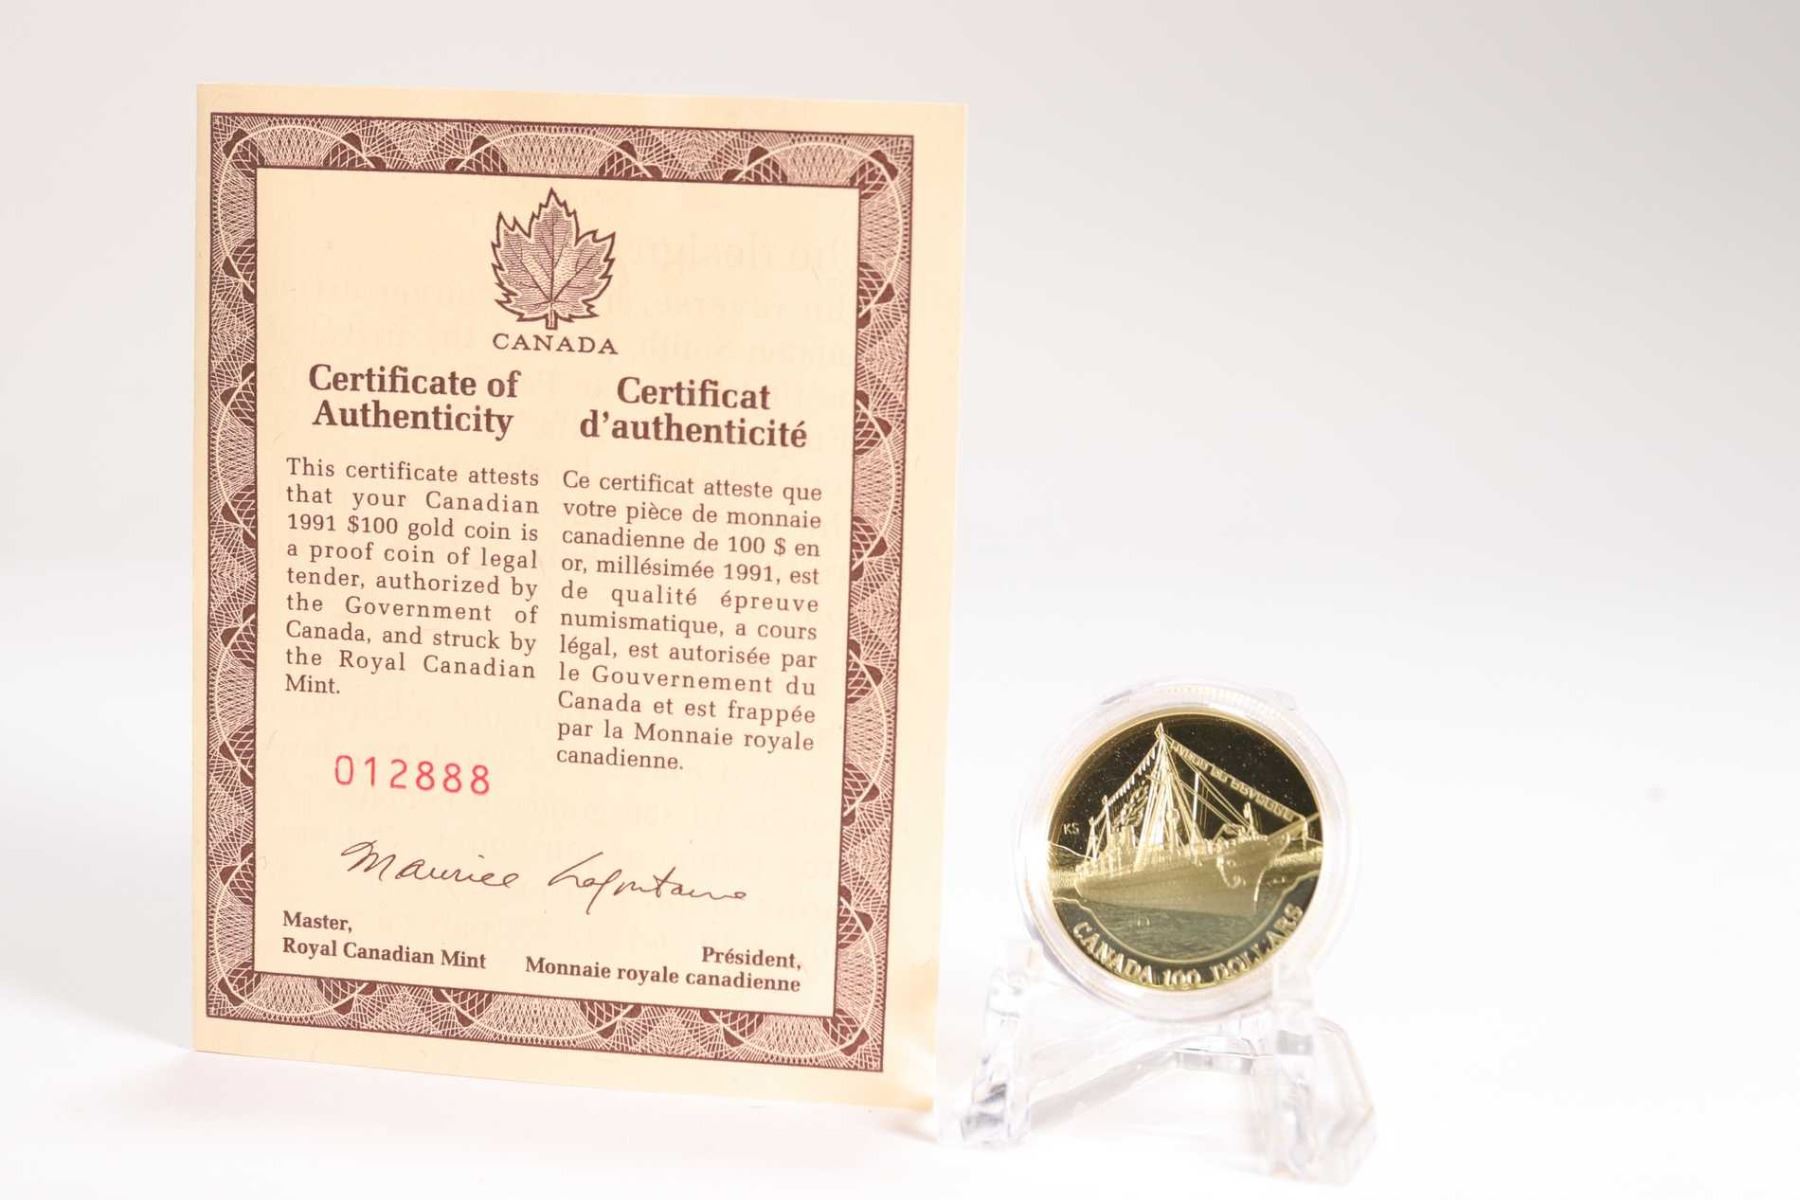 CANADA
Certificate of
Authenticity
This certificate attests
that your Canadian
1991 $100 gold coin is
a proof coin of legal
tender, authorized by
the Government of
Canada, and struck by
the Royal Canadian
Mint.
012888
Certificat
d'authenticité
Ce certificat atteste que
votre pièce de monnaie
canadienne de 100 $ en
or, millésimée 1991, est
de qualité épreuve
numismatique, a cours
légal, est autorisée par
le Gouvernement du
Canada et est frappée
par la Monnaie royale
canadienne.
Maurice Lafontaine
Master,
Royal Canadian Mint
Président,
Monnaie royale canadienne
KS
CANADA 100 DOLLARS